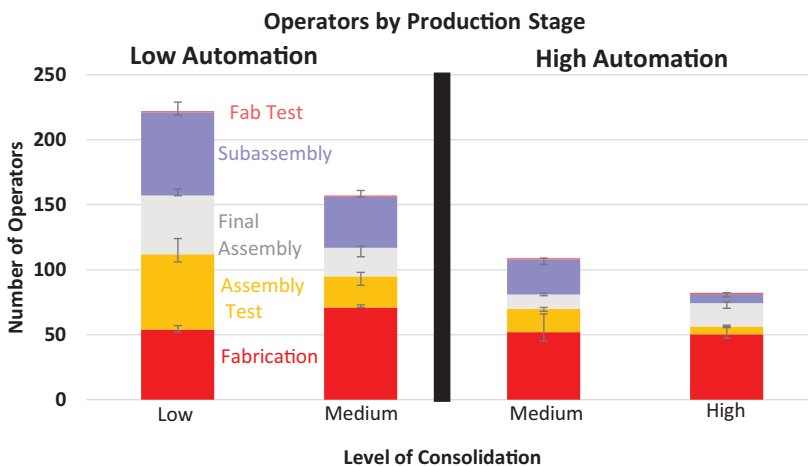 Operators by Production Stage
Low Automation
High Automation
Number of Operators
250
200
150
100
50
0
Fab Test
Subassembly
Final
Assembly
Assembly
Test
Fabrication
Low
Medium
Medium
High
Level of Consolidation